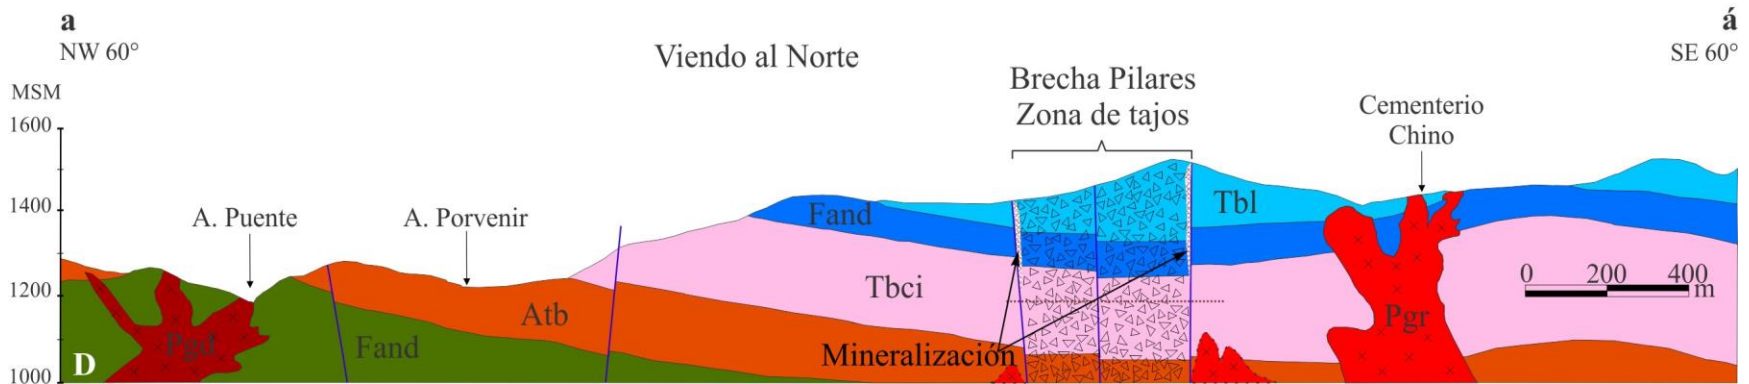 a
á
NW 60°
SE 60°
Viendo al Norte
MSM
Brecha Pilares
Zona de tajos
Cementerio
Chino
1600
1400
1200
1000
A. Puente
A. Porvenir
Fand
Tbl
Tbci
Atb
Pgd
Fand
Pgr
Mineralización
D
0 200 400
m